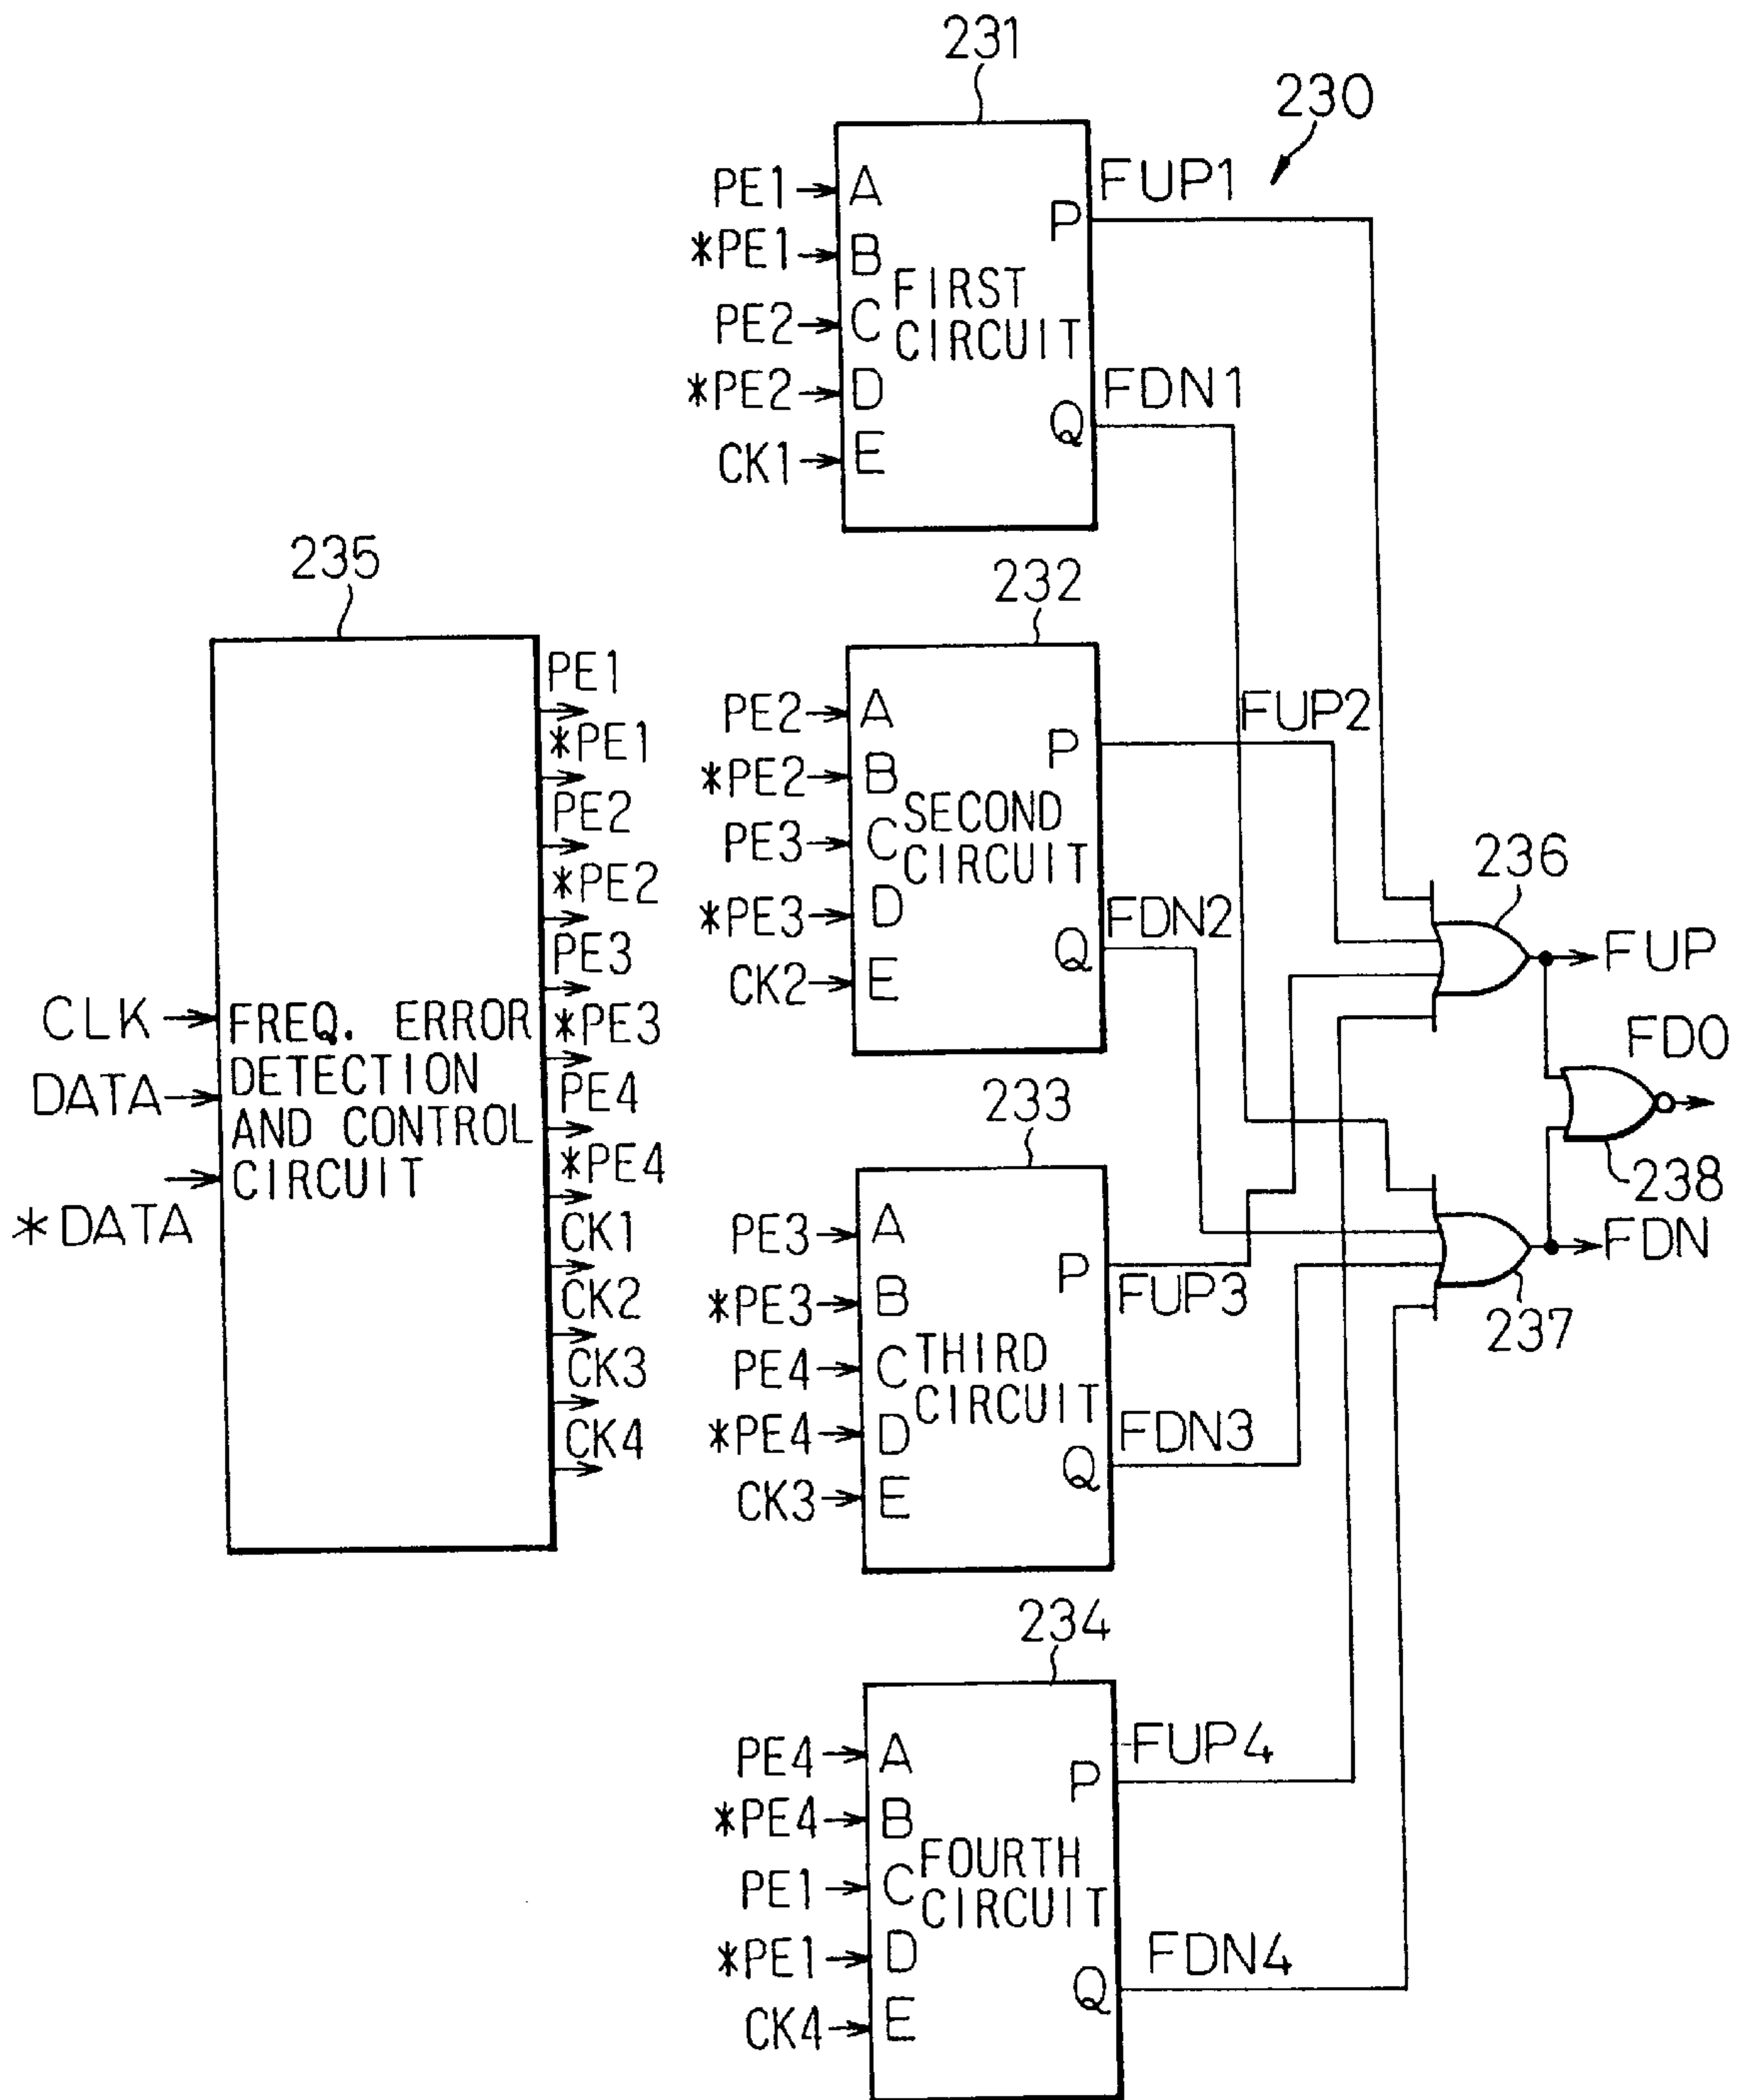 231
230
PE1
A
FUP1
P
*PE1
B
FIRST
CIRCUIT
PE2
C
*PE2
D
FDN1
Q
CK1
E
235
232
PE1
*PE1
PE2
*PE2
PE3
*PE3
PE4
*PE4
CK1
CK2
CK3
CK4
CLK
DATA
*DATA
FREQ. ERROR
DETECTION
AND CONTROL
CIRCUIT
PE2
A
FUP2
P
*PE2
B
SECOND
CIRCUIT
PE3
C
*PE3
D
FDN2
Q
CK2
E
236
FUP
FDO
238
FDN
237
233
PE3
A
P
FUP3
*PE3
B
THIRD
CIRCUIT
PE4
C
*PE4
D
FDN3
Q
CK3
E
234
PE4
A
FUP4
P
*PE4
B
FOURTH
CIRCUIT
PE1
C
*PE1
D
FDN4
Q
CK4
E